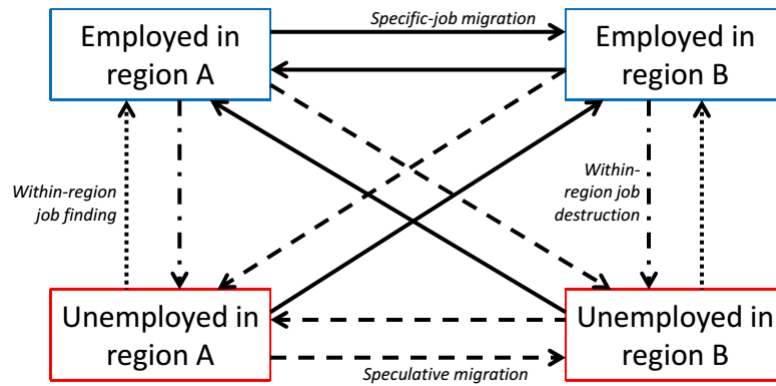 Employed in
region A
Specific-job migration
Employed in
region B
Within-region
job finding
Within-
region job
destruction
Unemployed in
region A
Unemployed in
region B
Speculative migration